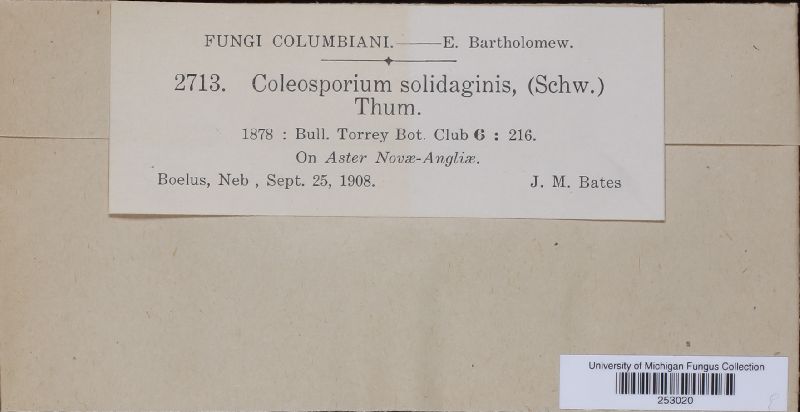 FUNGI COLUMBIANI.——E. Bartholomew.
2713. Coleosporium solidaginis, (Schw.)
Thum.
1878 : Bull. Torrey Bot. Club 6 : 216.
On Aster Novæ-Angliæ.
Boelus, Neb , Sept. 25, 1908. J. M. Bates
University of Michigan Fungus Collection
253020